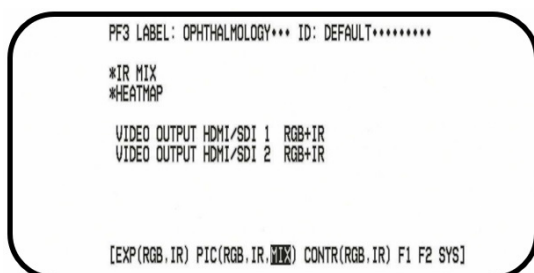 PF3 LABEL: OPHTHALMOLOGY••• ID: DEFAULT•••••••••
*IR MIX
*HEATMAP
VIDEO OUTPUT HDMI/SDI 1 RGB+IR
VIDEO OUTPUT HDMI/SDI 2 RGB+IR
[EXP(RGB,IR) PIC(RGB,IR,MIX) CONTR(RGB,IR) F1 F2 SYS]